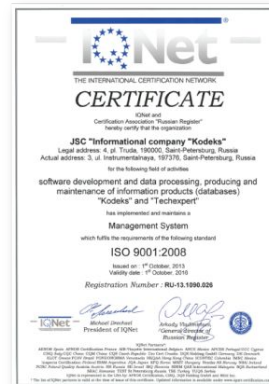 IQNet
THE INTERNATIONAL CERTIFICATION NETWORK
CERTIFICATE
IQNet and
Certification Association "Russian Register"
hereby certify that the organization
JSC "Informational company "Kodeks"
Legal address: 4, pl. Truda, 190000, Saint-Petersburg, Russia
Actual address: 3, ul. Instrumentalnaya, 197376, Saint-Petersburg, Russia
for the following field of activities
software development and data processing, producing and
maintenance of information products (databases)
"Kodeks" and "Techexpert"
has implemented and maintains a
Management System
which fulfils the requirements of the following standard
ISO 9001:2008
Issued on: 1st October, 2013
Validity date: 1st October, 2016
Registration Number: RU-13.1090.026
IQNet
Michael Drechsel
President of IQNet
Arkady Vladimirtsev
General Director of
Russian Register